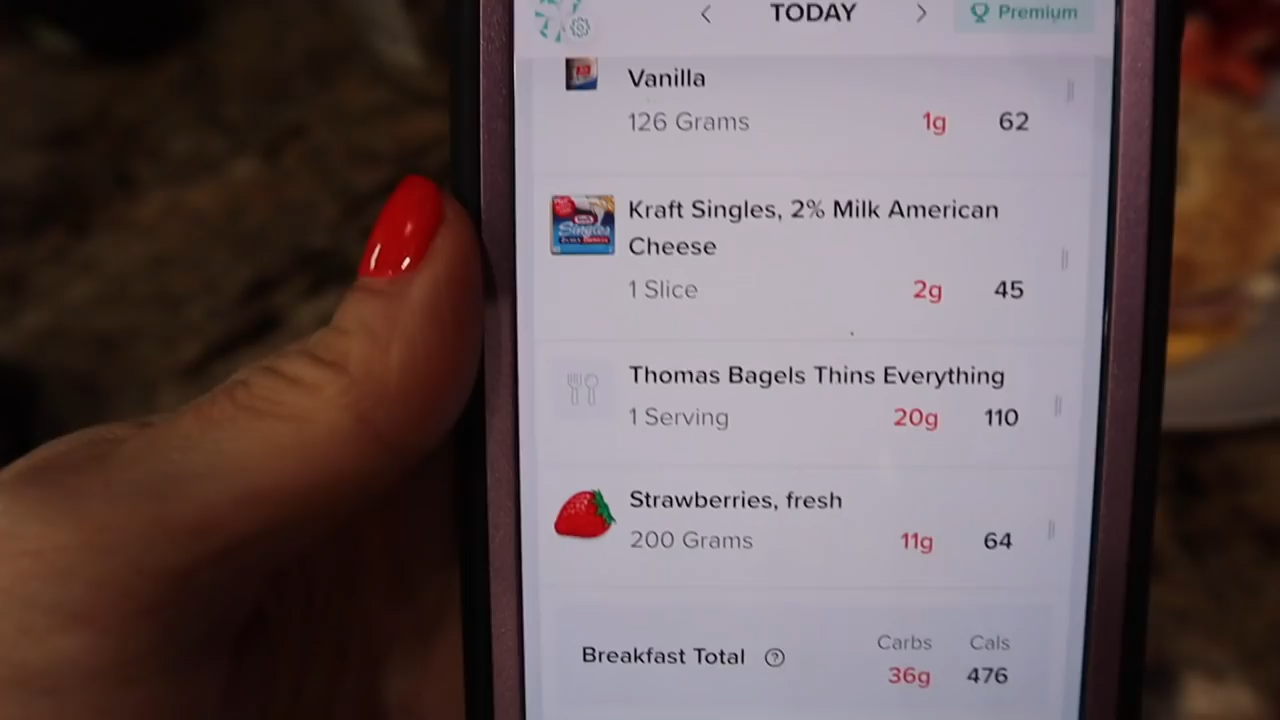 TODAY
Premium
Vanilla
126 Grams 1g 62
Kraft Singles, 2% Milk American
Cheese
Singles
1 Slice 2g 45
Thomas Bagels Thins Everything
1 Serving 20g 110
Strawberries, fresh
200 Grams 11g 64
Carbs Cals
Breakfast Total ? 36g 476